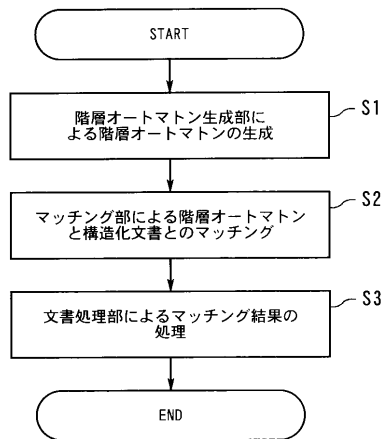 START
階層オートマトン生成部に
よる階層オートマトンの生成
S1
マッチング部による階層オートマトン
と構造化文書とのマッチング
S2
文書処理部によるマッチング結果の
処理
S3
END